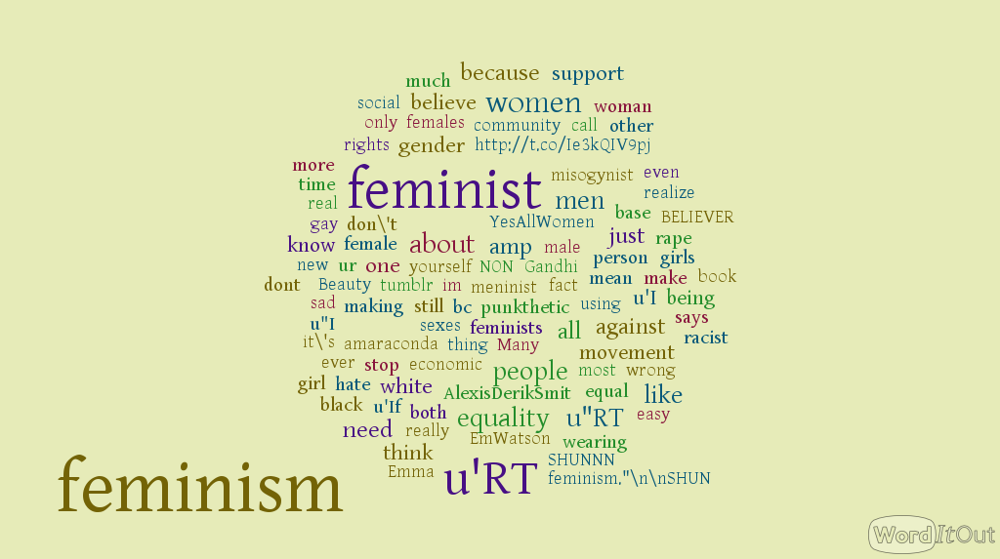 much because support
social believe women woman
only females community call other
rights gender http://t.co/Ie3kQIV9pj
more feminist misogynist even
time realize
real men base BELIEVER
gay don\'t YesAllWomen
know female about amp male just rape
new ur one yourself NON Gandhi person girls
dont Beauty tumblr im meninist fact mean make book
sad making still bc punkthetic using u'I being
u"I sexes feminists all against says
it\'s amaraconda thing Many movement racist
ever stop economic people most wrong
girl hate white AlexisDerikSmit equal like
black u'If both equality u"RT easy
need really EmWatson wearing
think SHUNNN
Emma u'RT feminism."\n\nSHUN
feminism
WordItOut